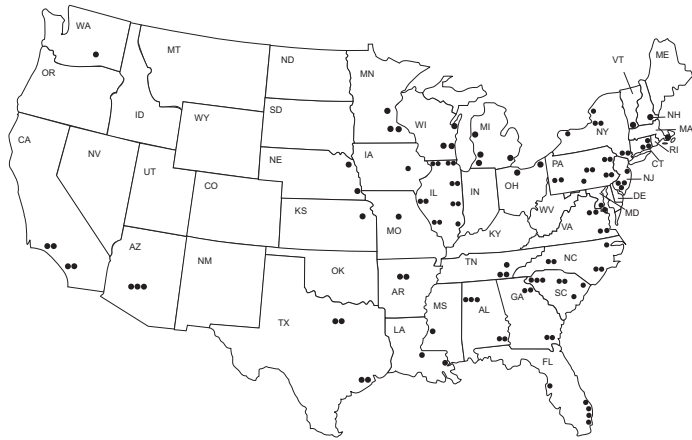 WA
MT
ND
MN
VT
ME
OR
ID
WY
SD
WI
MI
NY
NH
MA
RI
CT
CA
NV
UT
CO
NE
IA
IL
IN
OH
PA
NJ
DE
MD
WV
VA
KS
MO
KY
AZ
NM
OK
AR
TN
NC
SC
TX
LA
MS
AL
GA
FL